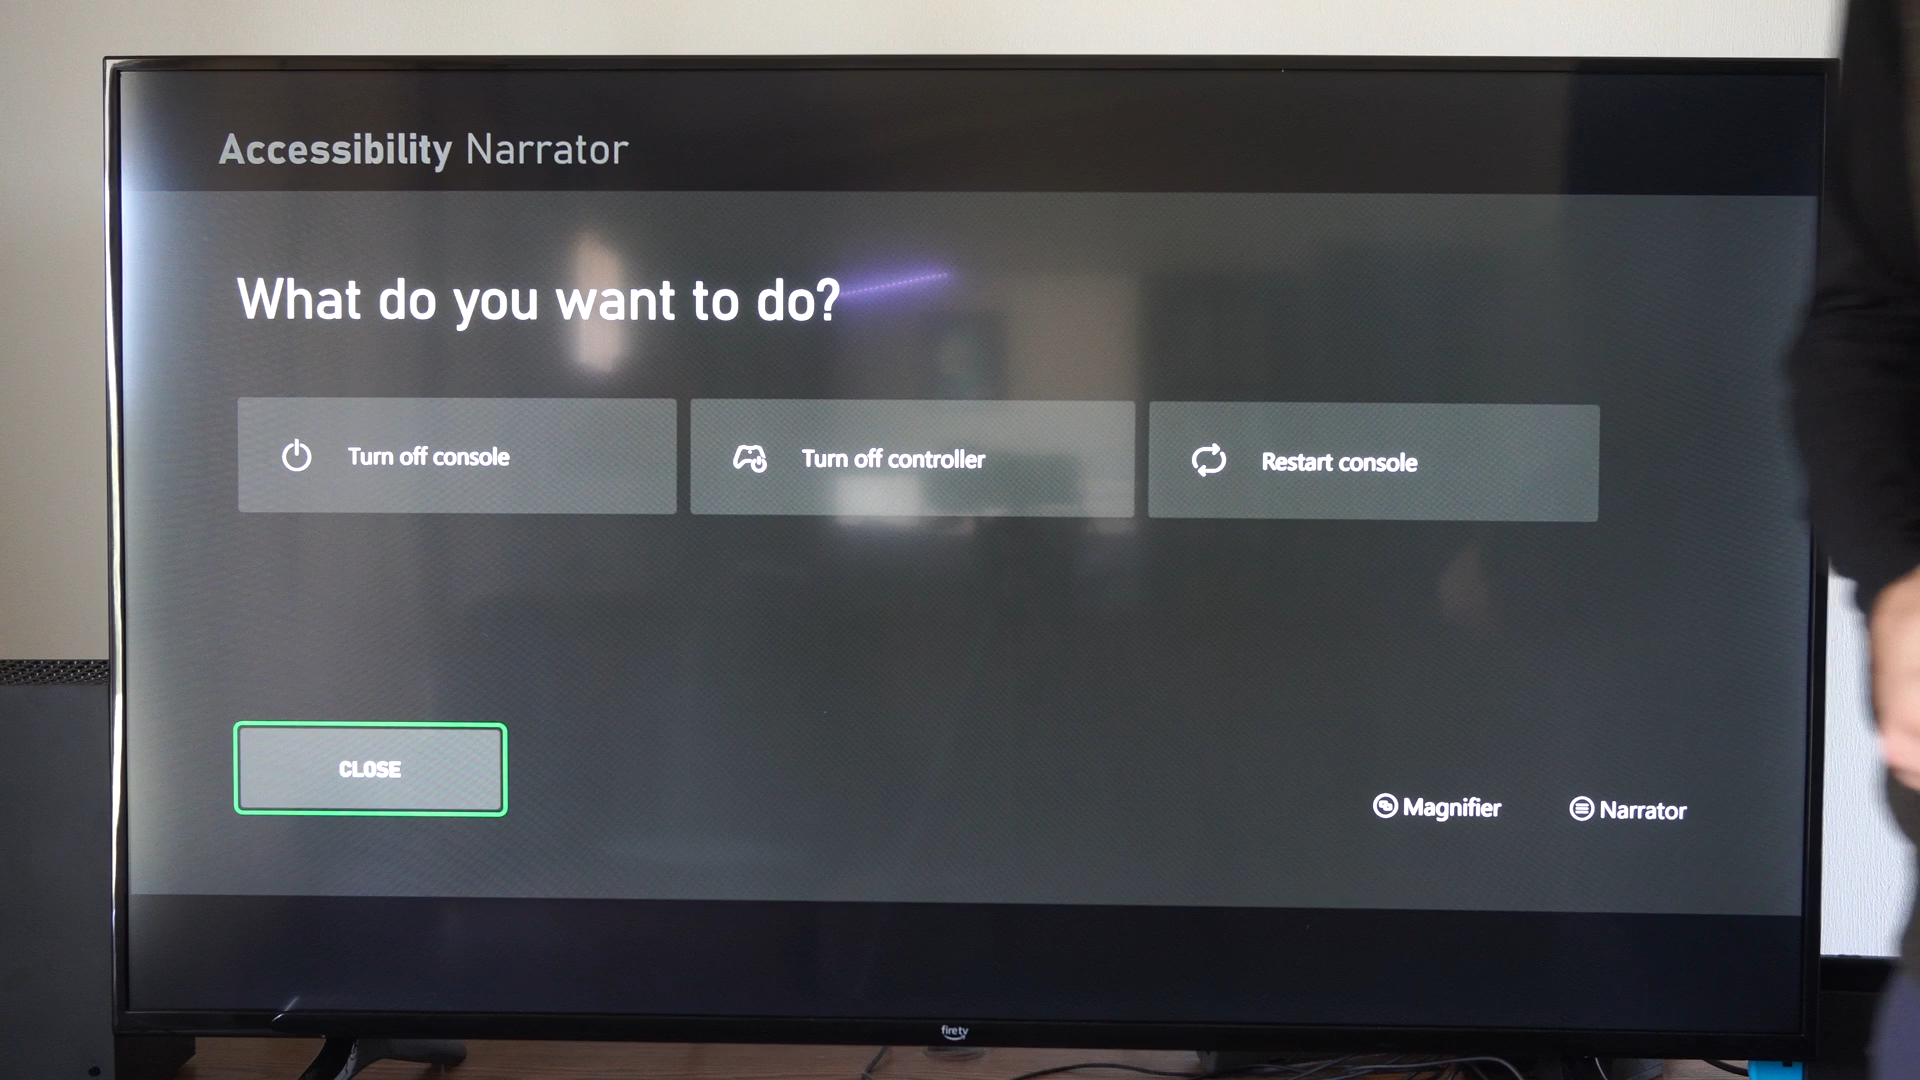 Accessibility Narrator
What do you want to do?
Turn off console
Turn off controller
Restart console
CLOSE
Magnifier
Narrator
firetv